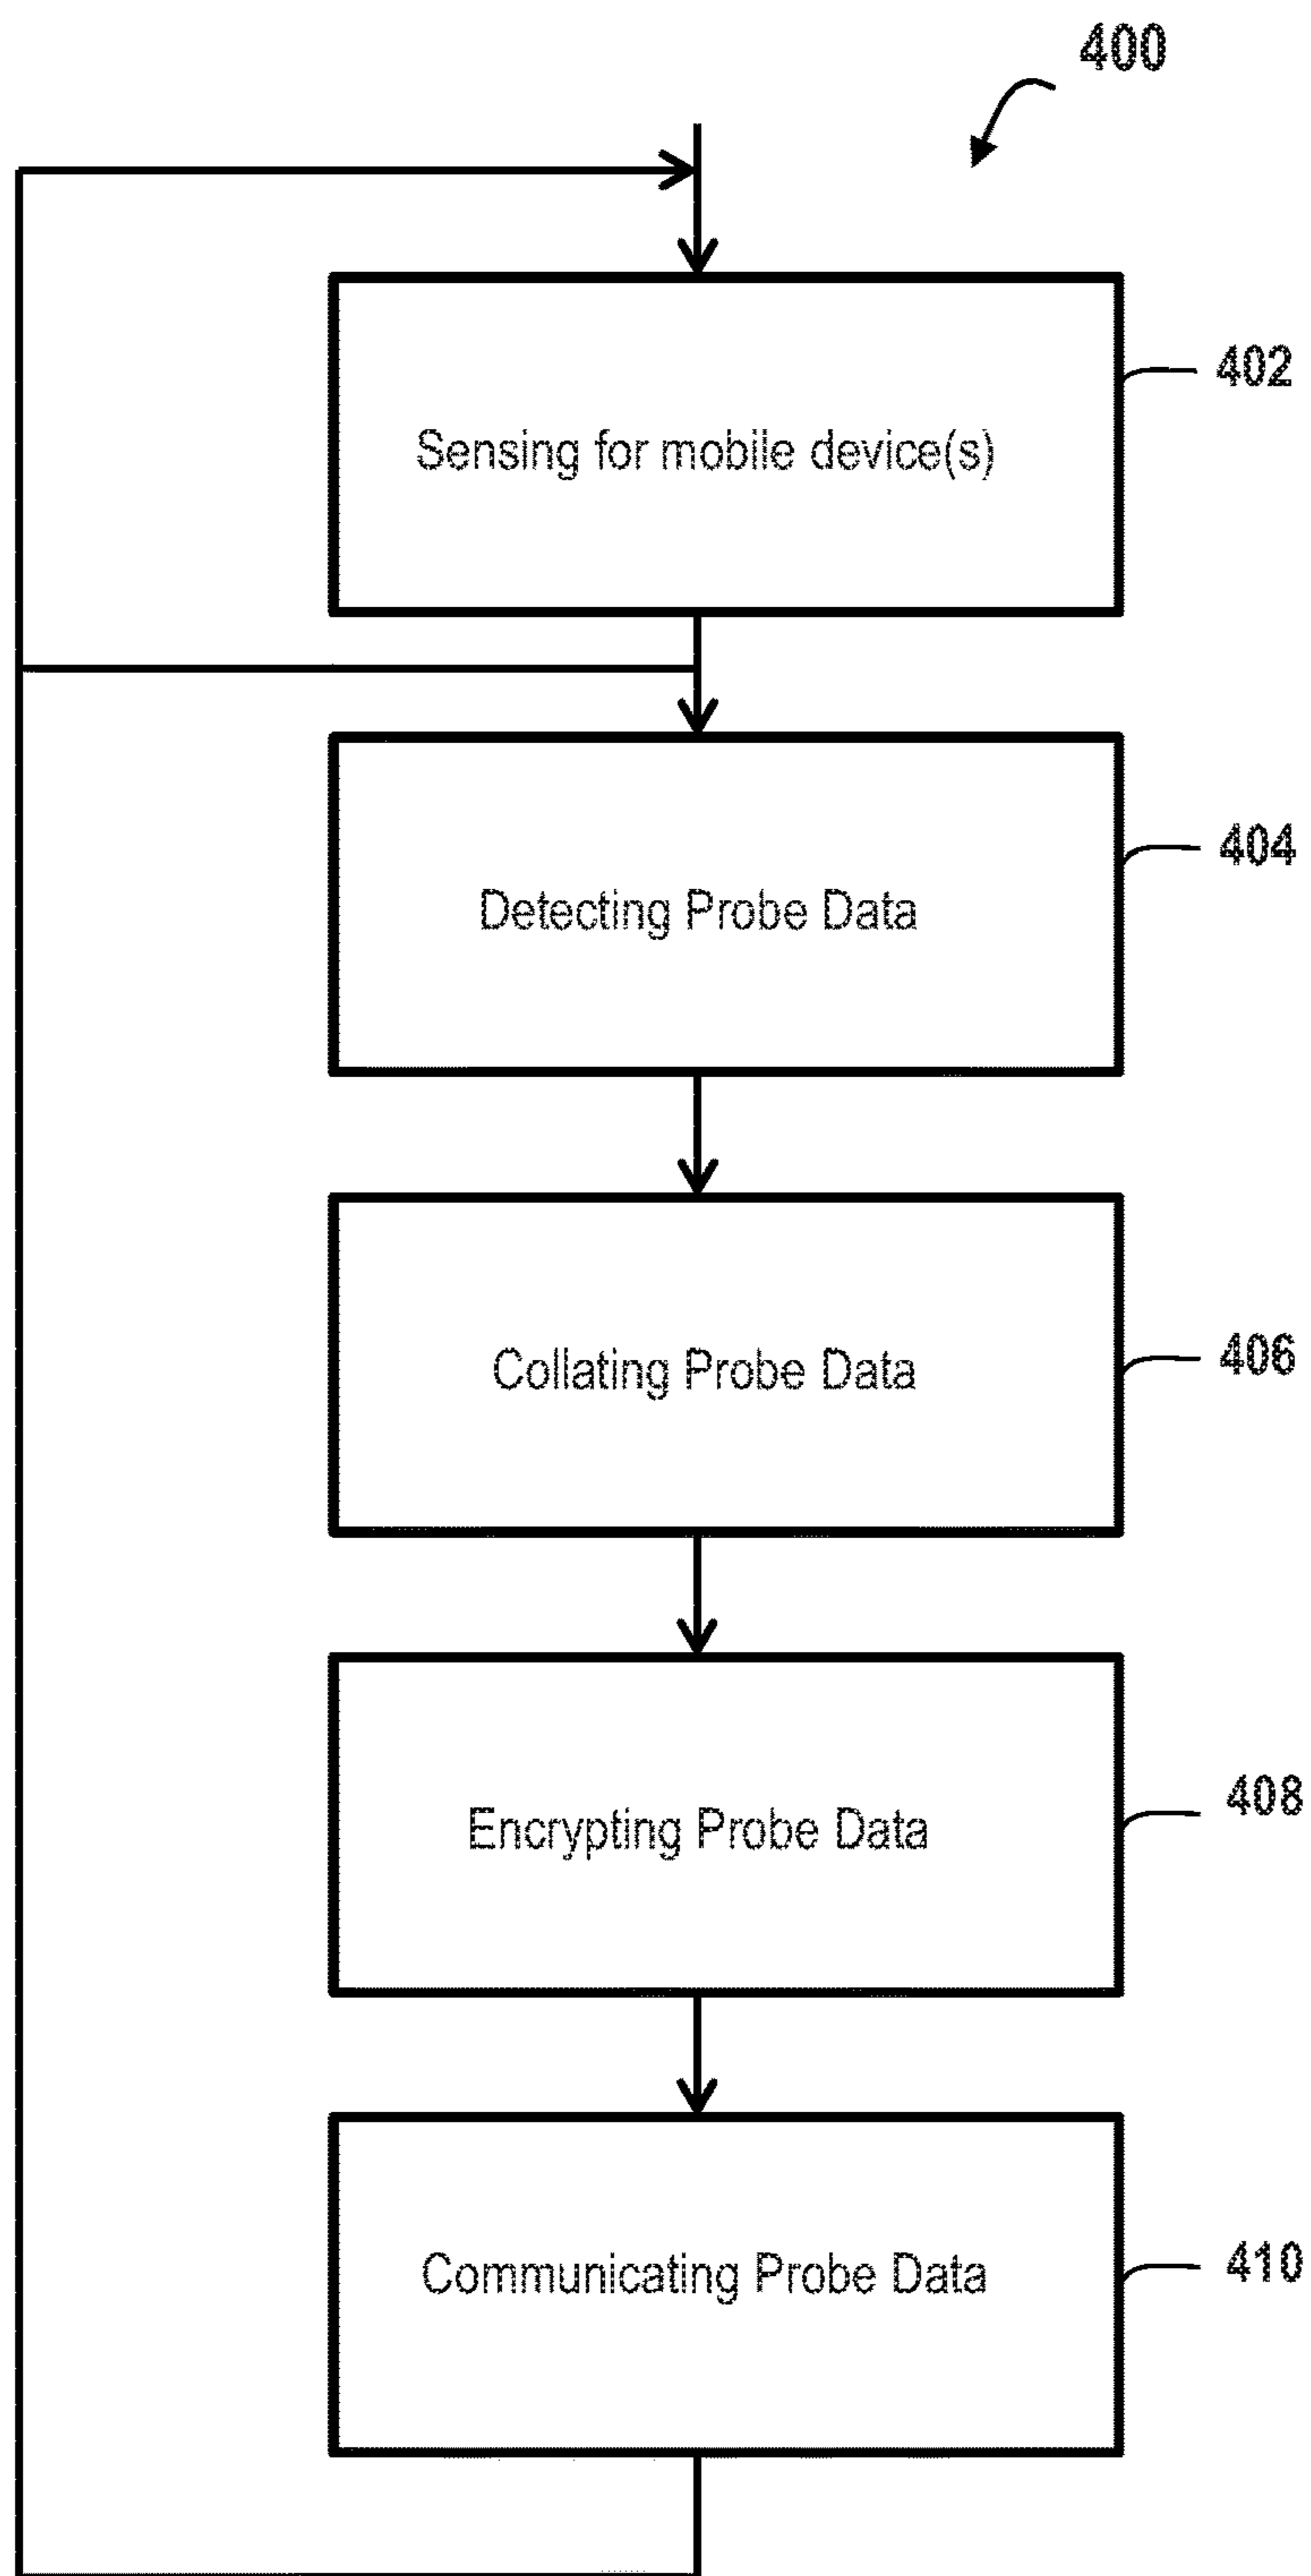 400
Sensing for mobile device(s)
402
Detecting Probe Data
404
Collating Probe Data
406
Encrypting Probe Data
408
Communicating Probe Data
410